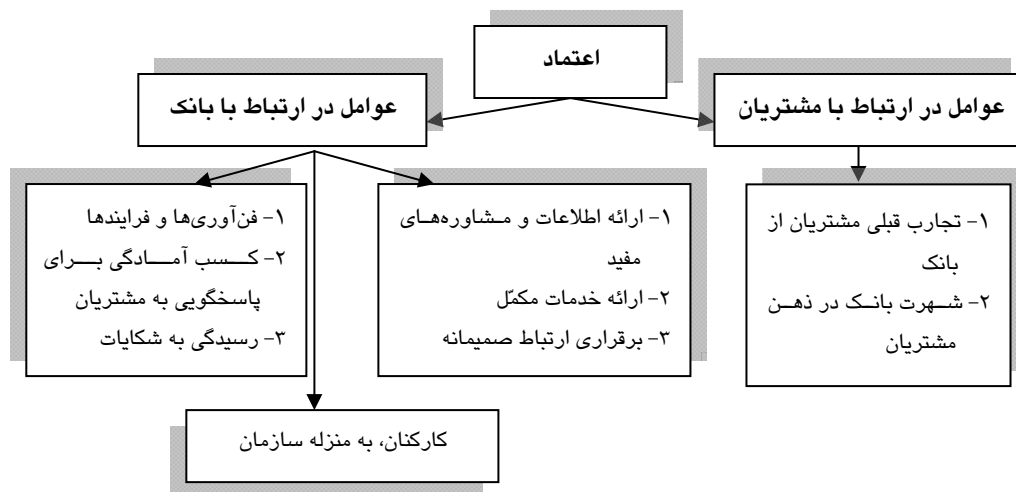 اعتماد
عوامل در ارتباط با مشتریان
عوامل در ارتباط با بانک
۱- تجارب قبلی مشتریان از
بانک
۲- شهرت بانک در ذهن
مشتریان
۱- ارائه اطلاعات و مشاوره‌های
مفید
۲- ارائه خدمات مکمّل
۳- برقراری ارتباط صمیمانه
۱- فن‌آوری‌ها و فرایندها
۲- کسب آمادگی برای
پاسخگویی به مشتریان
۳- رسیدگی به شکایات
کارکنان، به منزله سازمان